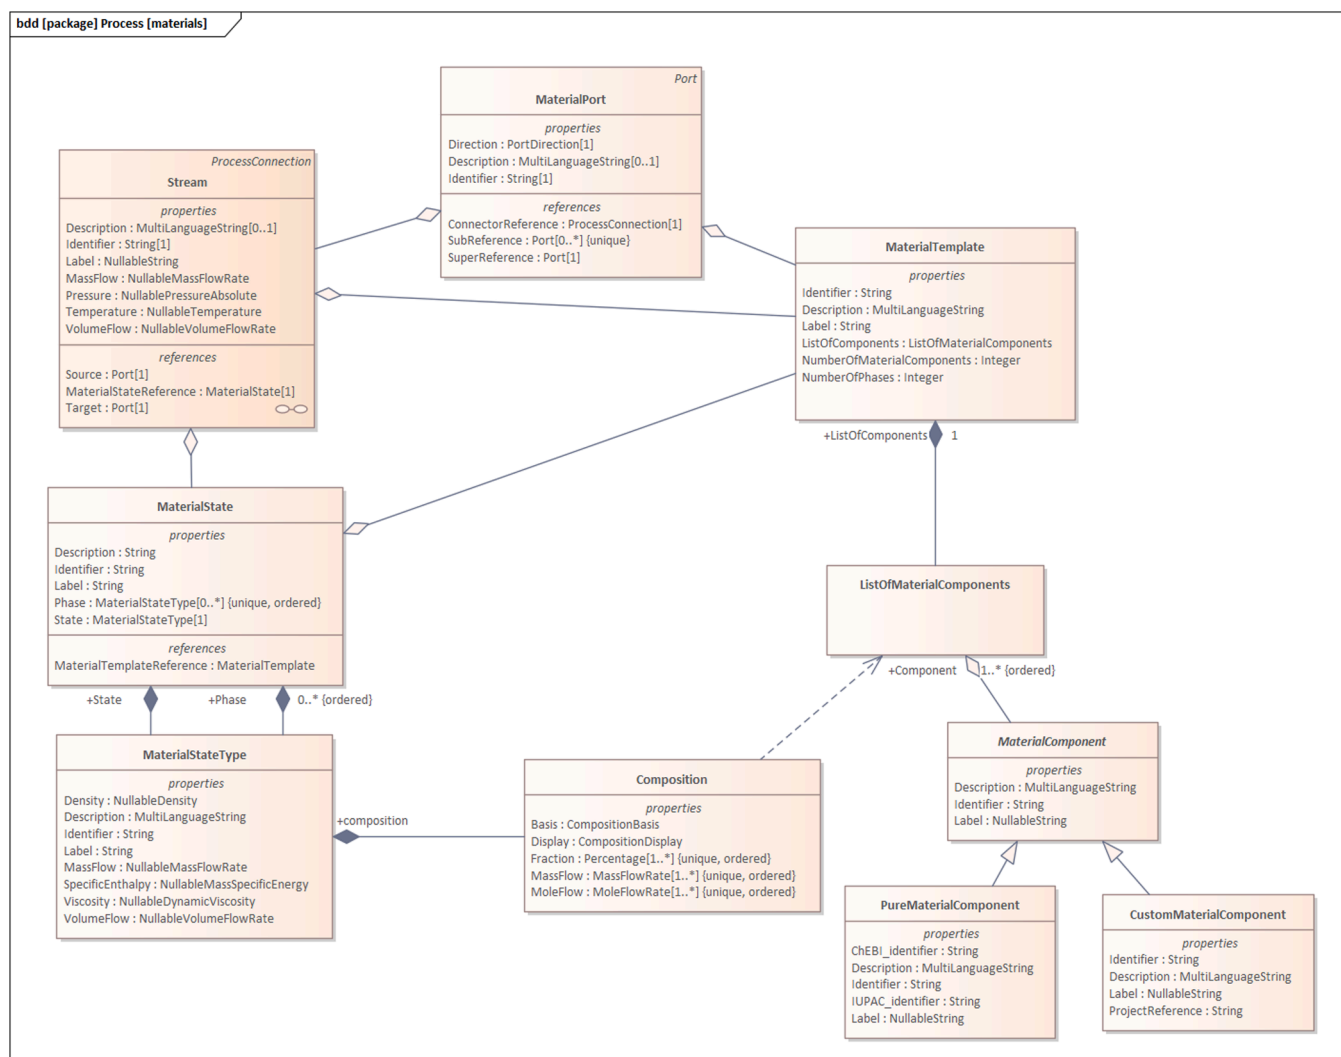 bdd [package] Process [materials]
Port
MaterialPort
properties
Direction : PortDirection[1]
Description : MultiLanguageString[0..1]
Identifier : String[1]
references
ConnectorReference : ProcessConnection[1]
SubReference : Port[0..*] {unique}
SuperReference : Port[1]
ProcessConnection
Stream
properties
Description : MultiLanguageString[0..1]
Identifier : String[1]
Label : NullableString
MassFlow : NullableMassFlowRate
Pressure : NullablePressureAbsolute
Temperature : NullableTemperature
VolumeFlow : NullableVolumeFlowRate
references
Source : Port[1]
MaterialStateReference : MaterialState[1]
Target : Port[1]
MaterialTemplate
properties
Identifier : String
Description : MultiLanguageString
Label : String
ListOfComponents : ListOfMaterialComponents
NumberOfMaterialComponents : Integer
NumberOfPhases : Integer
+ListOfComponents 1
MaterialState
properties
Description : String
Identifier : String
Label : String
Phase : MaterialStateType[0..*] {unique, ordered}
State : MaterialStateType[1]
references
MaterialTemplateReference : MaterialTemplate
+State +Phase 0..* {ordered}
ListOfMaterialComponents
+Component 1..* {ordered}
MaterialStateType
properties
Density : NullableDensity
Description : MultiLanguageString
Identifier : String
Label : String
MassFlow : NullableMassFlowRate
SpecificEnthalpy : NullableMassSpecificEnergy
Viscosity : NullableDynamicViscosity
VolumeFlow : NullableVolumeFlowRate
+composition
Composition
properties
Basis : CompositionBasis
Display : CompositionDisplay
Fraction : Percentage[1..*] {unique, ordered}
MassFlow : MassFlowRate[1..*] {unique, ordered}
MoleFlow : MoleFlowRate[1..*] {unique, ordered}
MaterialComponent
properties
Description : MultiLanguageString
Identifier : String
Label : NullableString
PureMaterialComponent
properties
ChEBI_identifier : String
Description : MultiLanguageString
Identifier : String
IUPAC_identifier : String
Label : NullableString
CustomMaterialComponent
properties
Identifier : String
Description : MultiLanguageString
Label : NullableString
ProjectReference : String